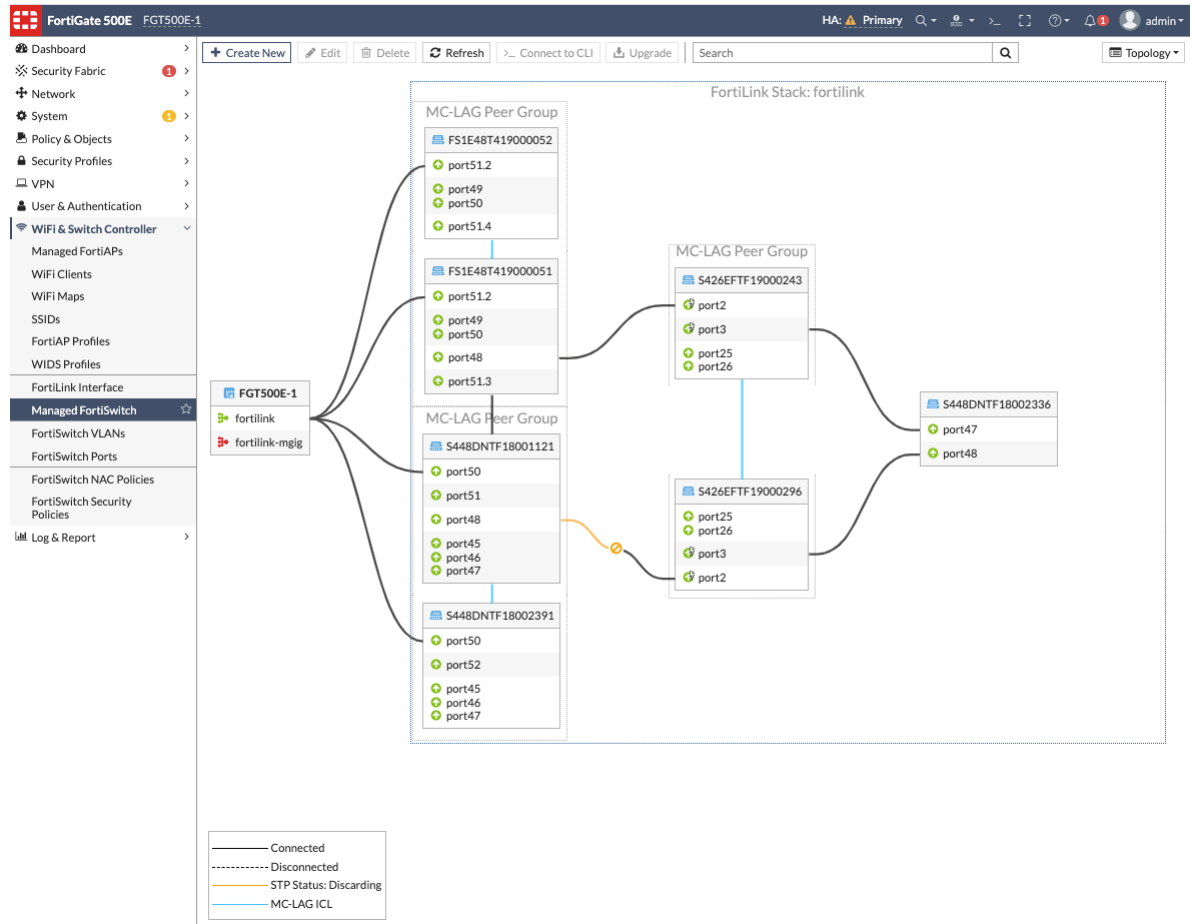 FortiGate 500E FGT500E-1
HA: Primary
1
admin
Dashboard
Security Fabric 1
Network
System 1
Policy & Objects
Security Profiles
VPN
User & Authentication
WiFi & Switch Controller
Managed FortiAPs
WiFi Clients
WiFi Maps
SSIDs
FortiAP Profiles
WIDS Profiles
FortiLink Interface
Managed FortiSwitch
FortiSwitch VLANs
FortiSwitch Ports
FortiSwitch NAC Policies
FortiSwitch Security
Policies
Log & Report
+ Create New Edit Delete Refresh >_ Connect to CLI Upgrade Search Topology
FortiLink Stack: fortilink
FGT500E-1
fortilink
fortilink-mgig
MC-LAG Peer Group
FS1E48T419000052
port51.2
port49
port50
port51.4
FS1E48T419000051
port51.2
port49
port50
port48
port51.3
MC-LAG Peer Group
S448DNTF18001121
port50
port51
port48
port45
port46
port47
S448DNTF18002391
port50
port52
port45
port46
port47
MC-LAG Peer Group
S426EFTF19000243
port2
port3
port25
port26
S426EFTF19000296
port25
port26
port3
port2
S448DNTF18002336
port47
port48
Connected
Disconnected
STP Status: Discarding
MC-LAG ICL